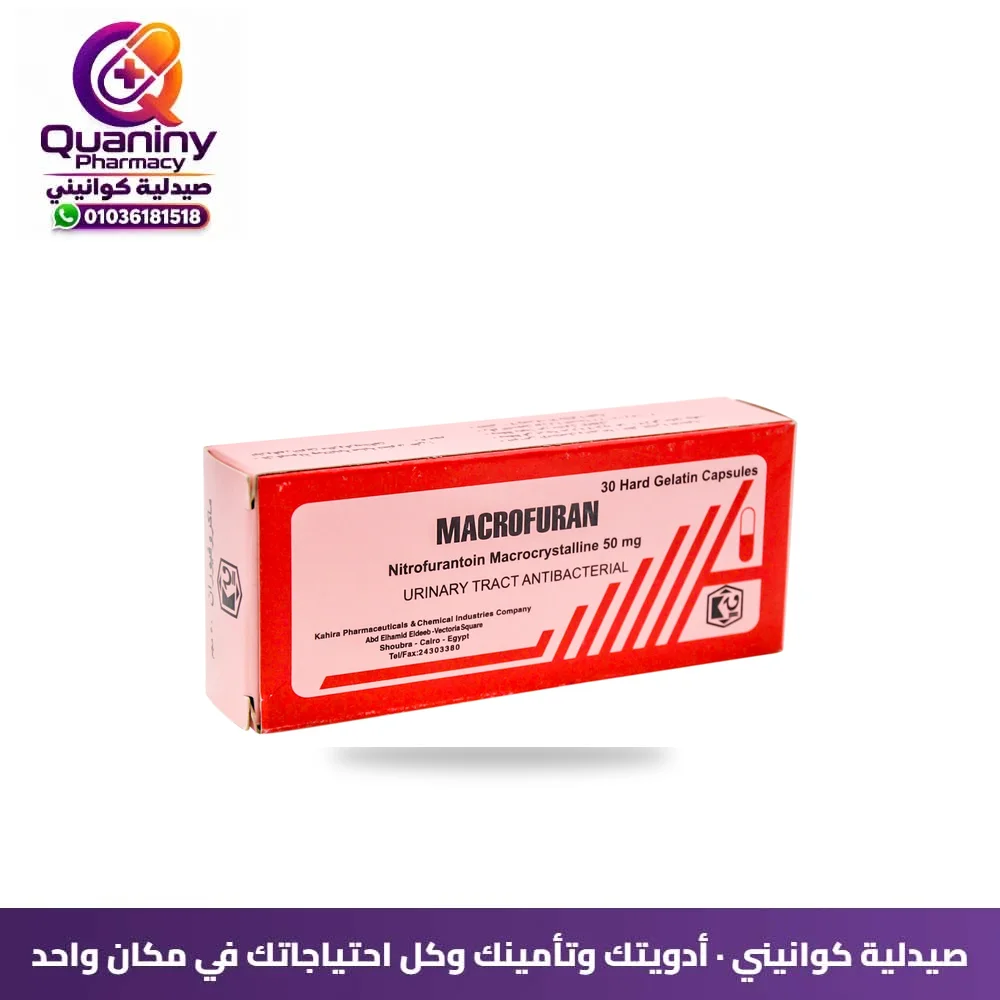 Quaniny
Pharmacy
صيدلية كوانيني
01036181518
30 Hard Gelatin Capsules
MACROFURAN
Nitrofurantoin Macrocrystalline 50 mg
URINARY TRACT ANTIBACTERIAL
Kahira Pharmaceuticals & Chemical Industries Company
Abd Elhamid Eldeeb-Vectoria Square
Shoubra - Cairo - Egypt
Tel/Fax:24303380
صيدلية كوانيني · أدويتك وتأمينك وكل احتياجاتك في مكان واحد